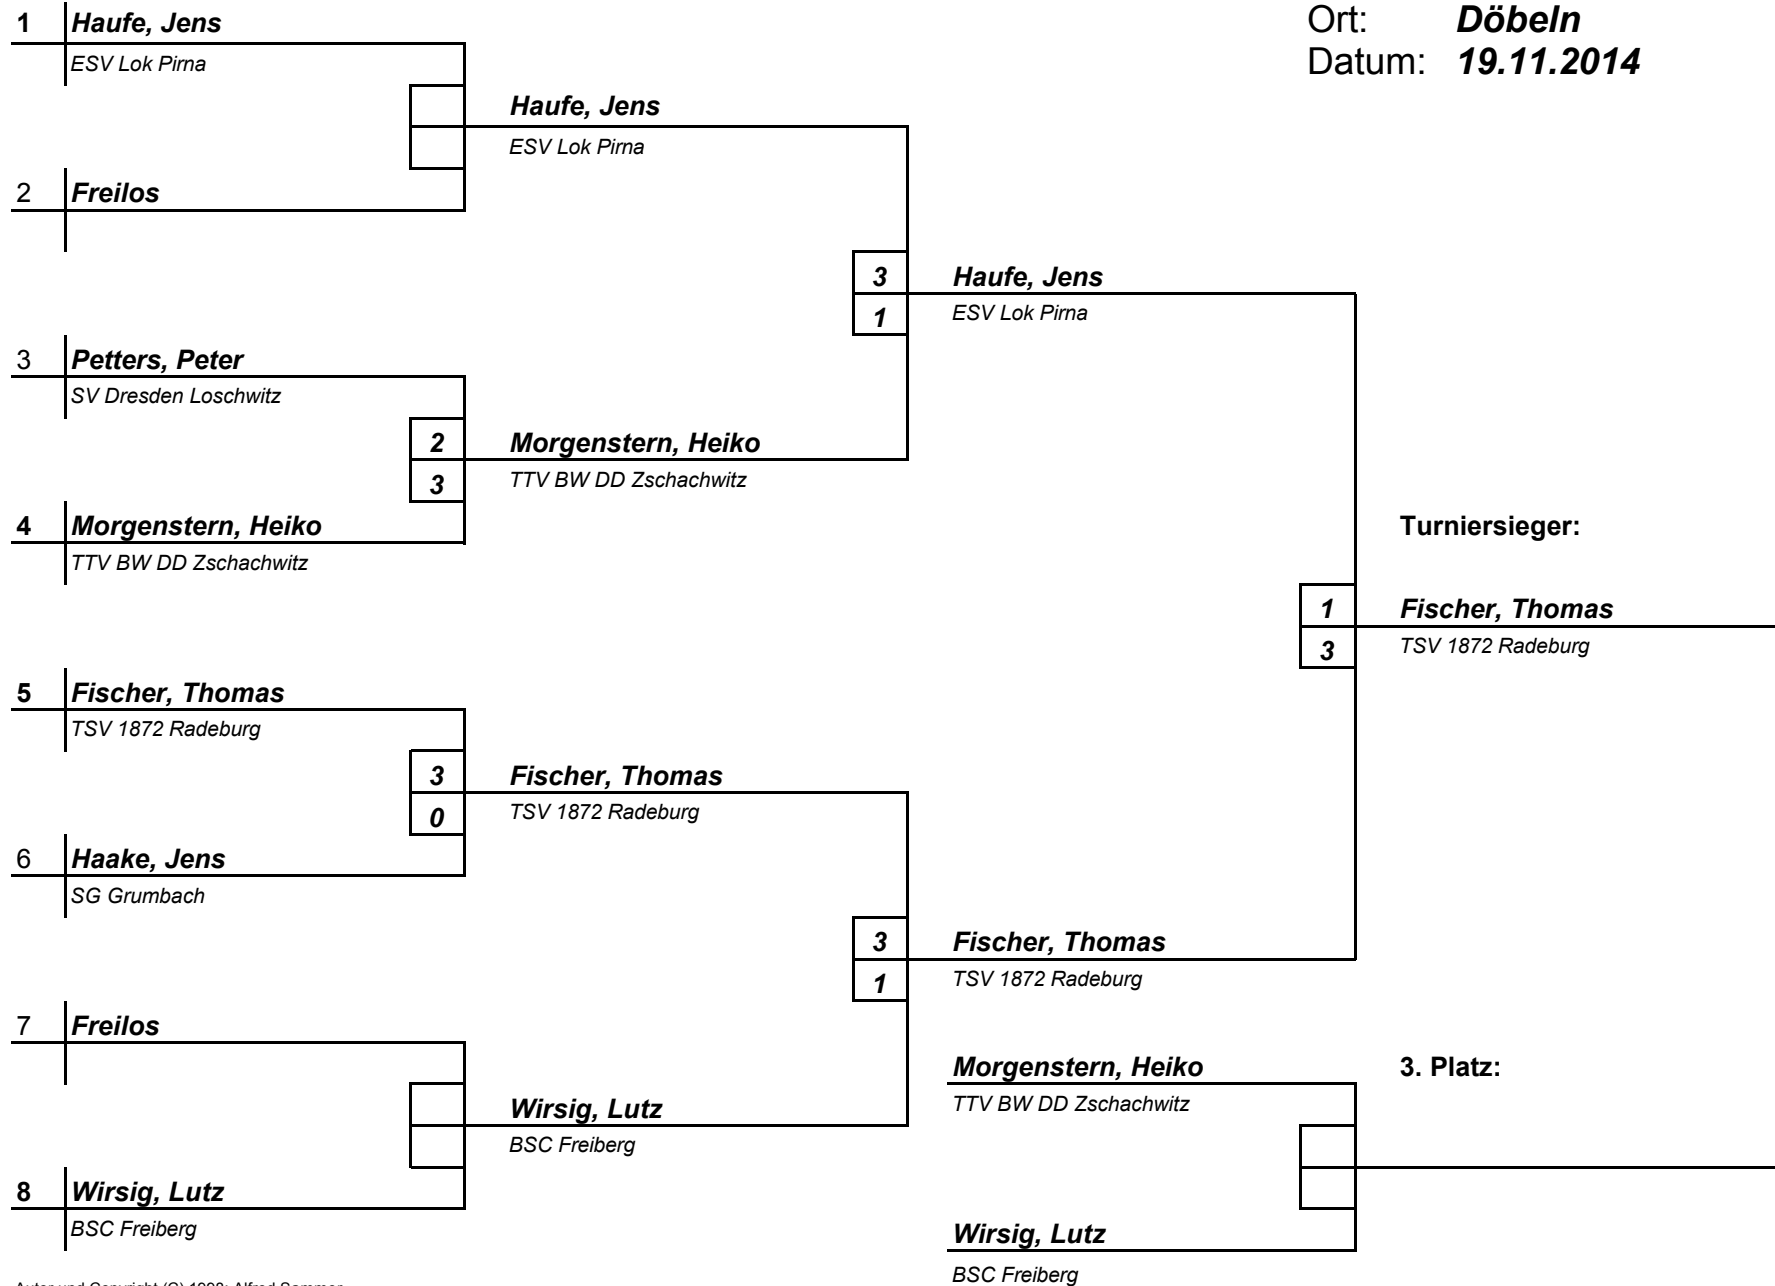 Ort: Döbeln
Datum: 19.11.2014
1 Haufe, Jens
ESV Lok Pirna
Haufe, Jens
ESV Lok Pirna
2 Freilos
3 Haufe, Jens
1 ESV Lok Pirna
3 Petters, Peter
SV Dresden Loschwitz
2 Morgenstern, Heiko
3 TTV BW DD Zschachwitz
4 Morgenstern, Heiko
TTV BW DD Zschachwitz
Turniersieger:
1 Fischer, Thomas
3 TSV 1872 Radeburg
5 Fischer, Thomas
TSV 1872 Radeburg
3 Fischer, Thomas
0 TSV 1872 Radeburg
6 Haake, Jens
SG Grumbach
3 Fischer, Thomas
1 TSV 1872 Radeburg
7 Freilos
Morgenstern, Heiko
TTV BW DD Zschachwitz
3. Platz:
Wirsig, Lutz
BSC Freiberg
8 Wirsig, Lutz
BSC Freiberg
Wirsig, Lutz
BSC Freiberg